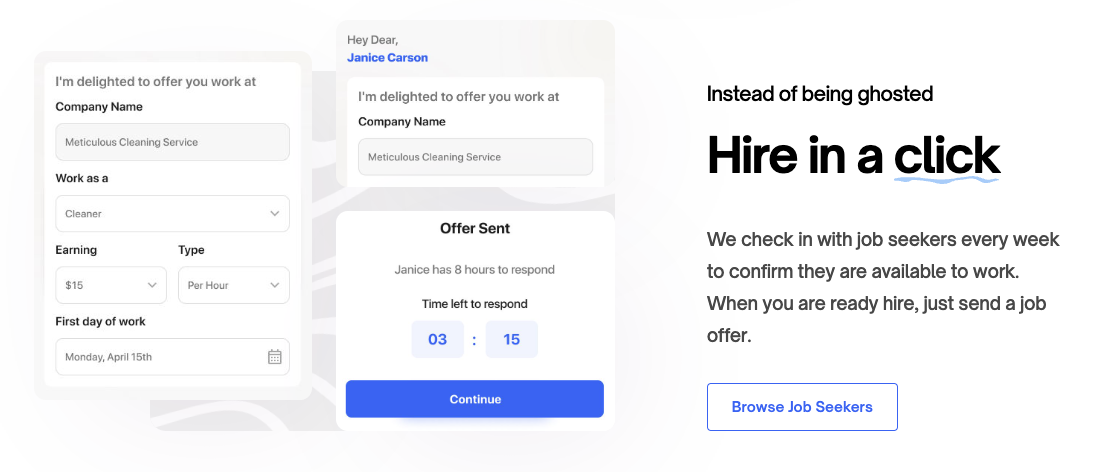 I'm delighted to offer you work at
Company Name
Meticulous Cleaning Service
Work as a
Cleaner
Earning
Type
$15
Per Hour
First day of work
Monday, April 15th
Hey Dear,
Janice Carson
I'm delighted to offer you work at
Company Name
Meticulous Cleaning Service
Offer Sent
Janice has 8 hours to respond
Time left to respond
03 : 15
Continue
Instead of being ghosted
Hire in a click
We check in with job seekers every week
to confirm they are available to work.
When you are ready hire, just send a job
offer.
Browse Job Seekers